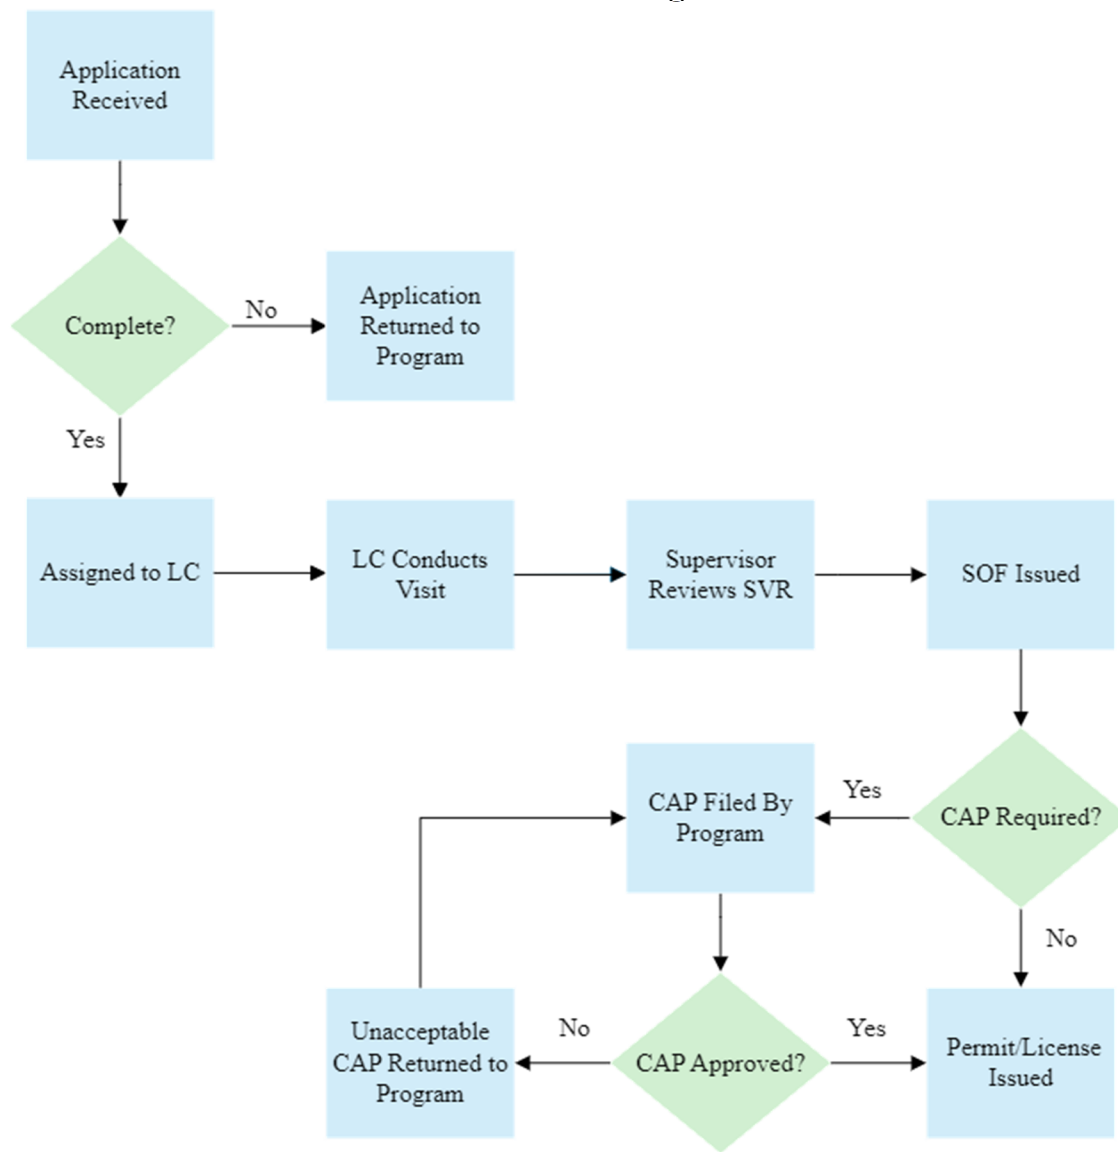 Application
Received
Complete?
No
Application
Returned to
Program
Yes
Assigned to LC
LC Conducts
Visit
Supervisor
Reviews SVR
SOF Issued
CAP Filed By
Program
Yes
CAP Required?
No
Unacceptable
CAP Returned to
Program
No
CAP Approved?
Yes
Permit/License
Issued